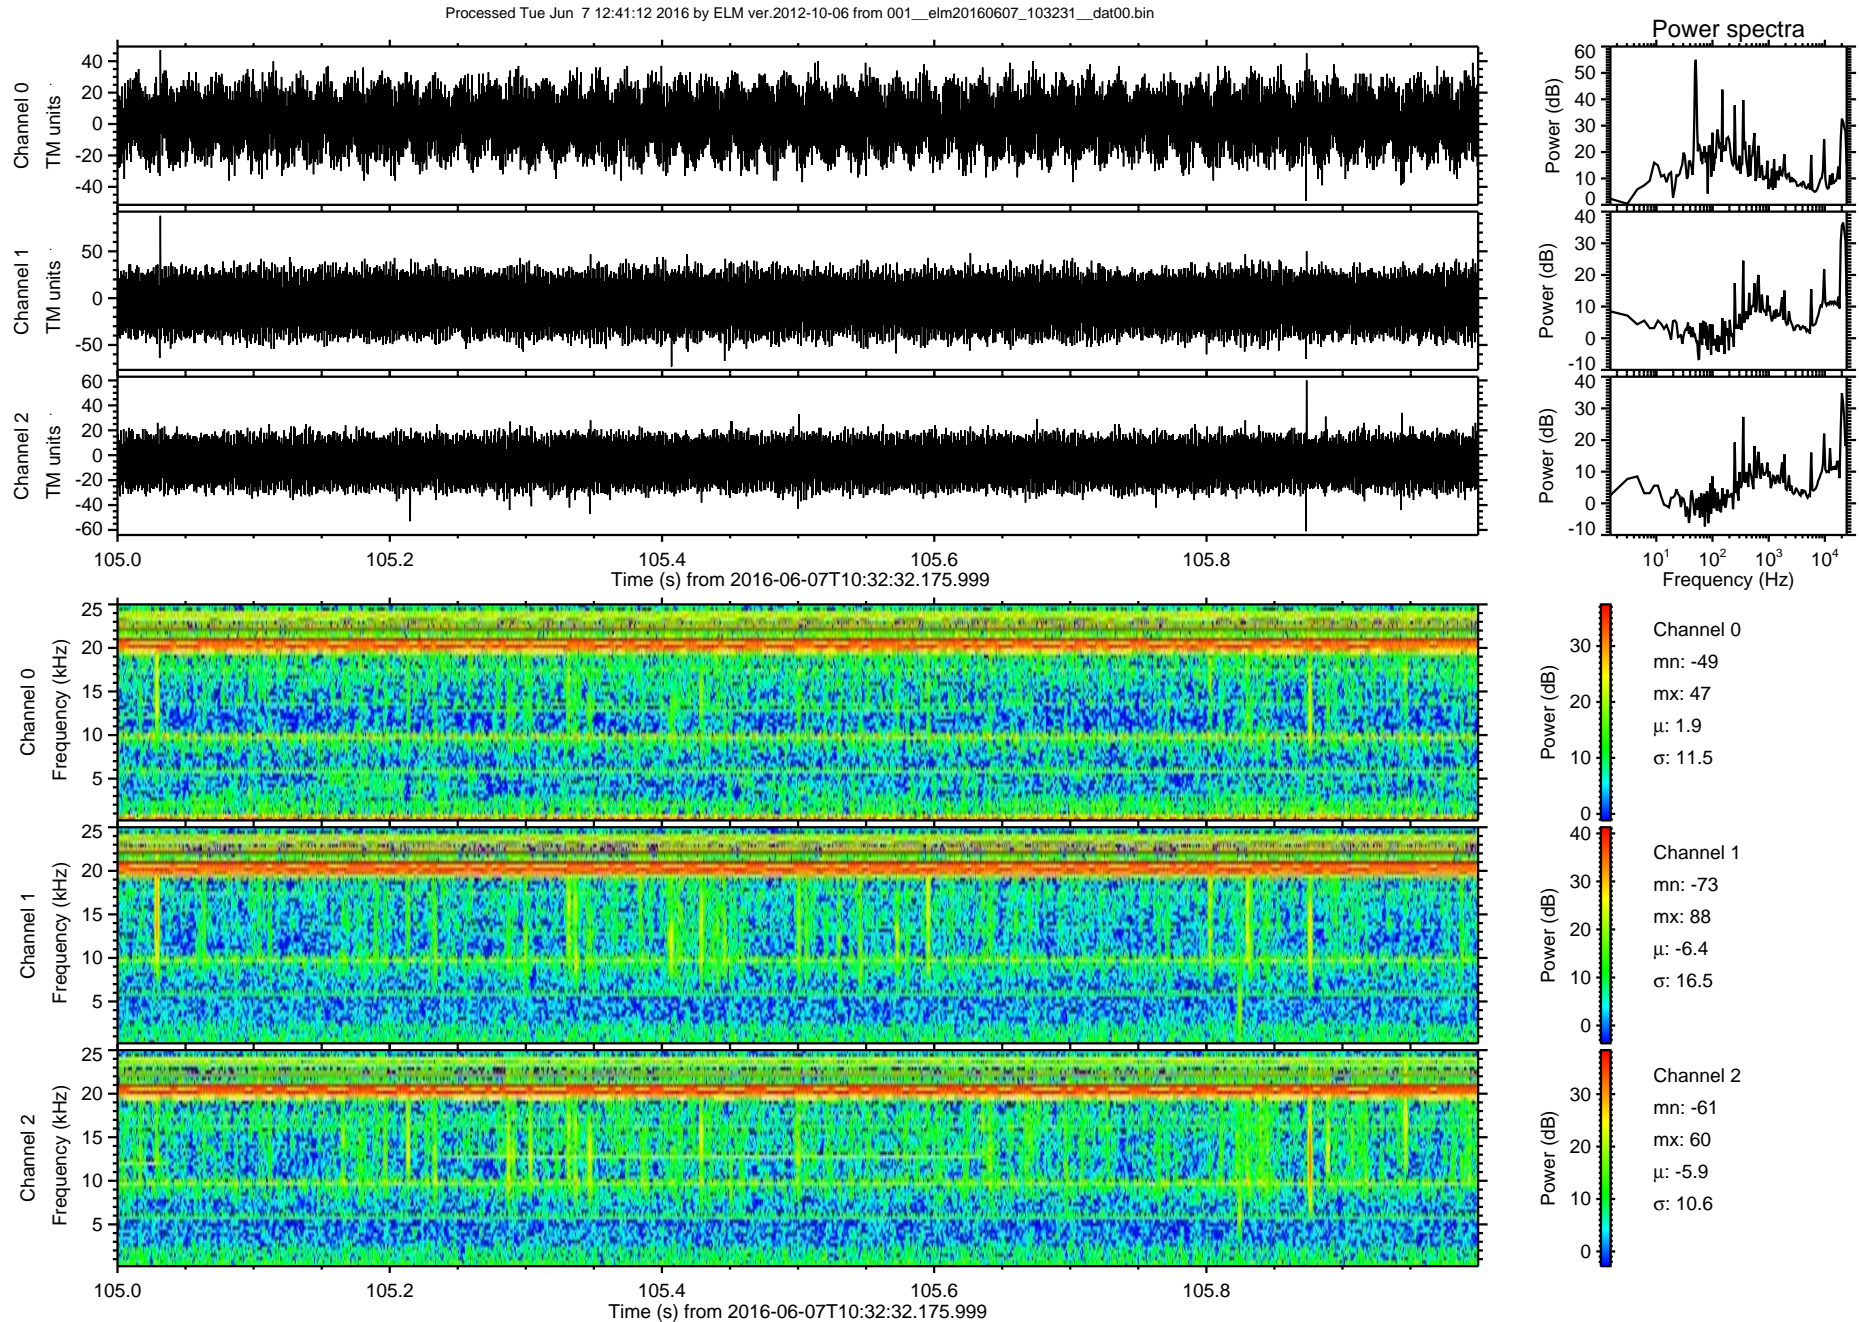 Processed Tue Jun 7 12:41:12 2016 by ELM ver.2012-10-06 from 001__elm20160607_103231__dat00.bin
Power spectra
Channel 0
TM units
40
20
0
-20
-40
Power (dB)
60
50
40
30
20
10
0
Channel 1
TM units
50
0
-50
Power (dB)
40
30
20
10
0
-10
Channel 2
TM units
60
40
20
0
-20
-40
-60
Power (dB)
40
30
20
10
0
-10
105.0 105.2 105.4 105.6 105.8
Time (s) from 2016-06-07T10:32:32.175.999
10¹ 10² 10³ 10⁴
Frequency (Hz)
Channel 0
Frequency (kHz)
25
20
15
10
5
Power (dB)
30
20
10
0
Channel 0
mn: -49
mx: 47
μ: 1.9
σ: 11.5
Channel 1
Frequency (kHz)
25
20
15
10
5
Power (dB)
40
30
20
10
0
Channel 1
mn: -73
mx: 88
μ: -6.4
σ: 16.5
Channel 2
Frequency (kHz)
25
20
15
10
5
Power (dB)
30
20
10
0
Channel 2
mn: -61
mx: 60
μ: -5.9
σ: 10.6
105.0 105.2 105.4 105.6 105.8
Time (s) from 2016-06-07T10:32:32.175.999